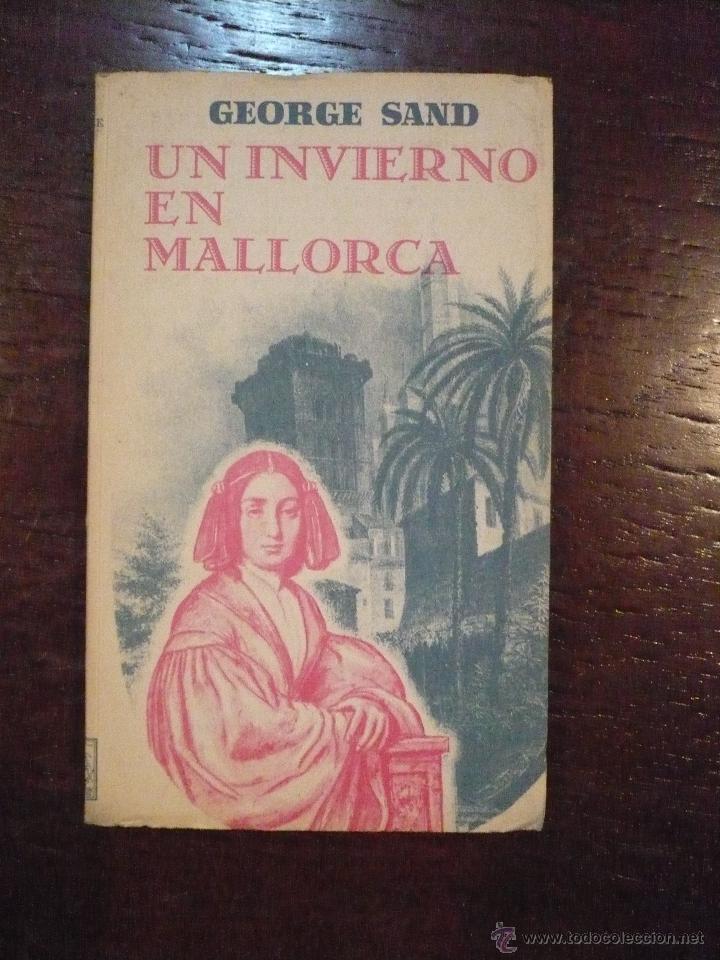 GEORGE SAND
UN INVIERNO
EN
MALLORCA
© www.todocoleccion.net